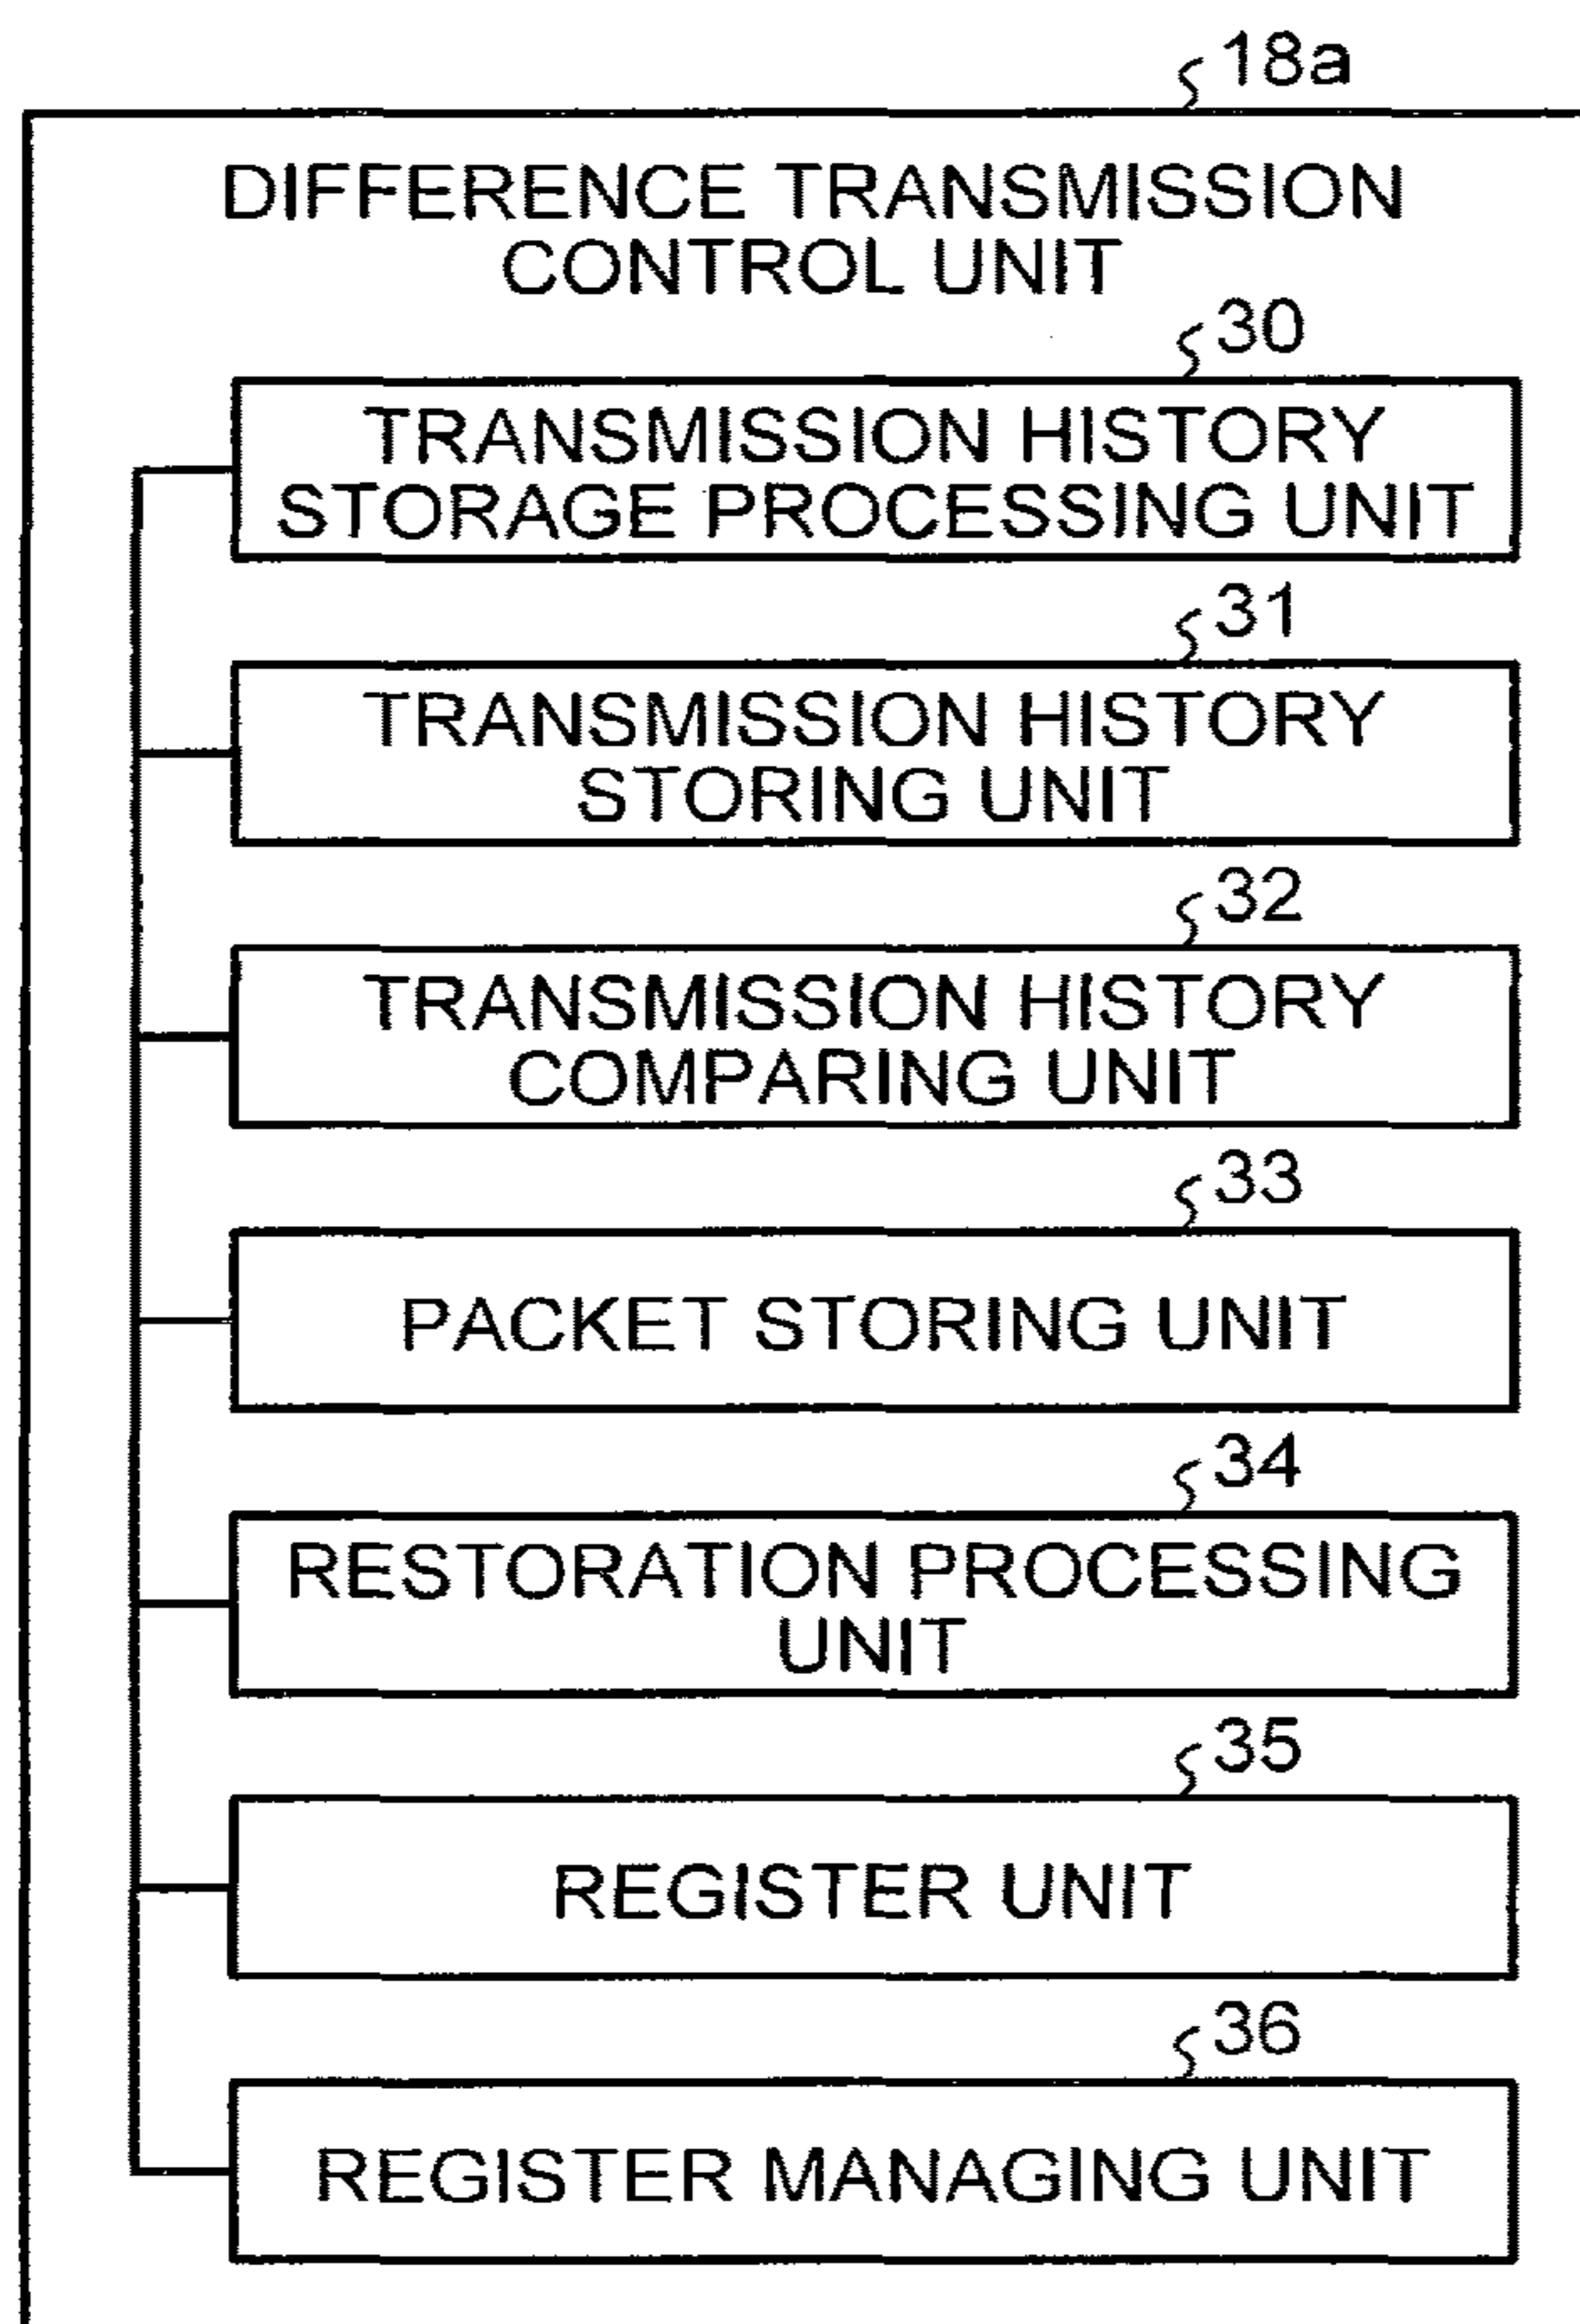 18a
DIFFERENCE TRANSMISSION
CONTROL UNIT
30
TRANSMISSION HISTORY
STORAGE PROCESSING UNIT
31
TRANSMISSION HISTORY
STORING UNIT
32
TRANSMISSION HISTORY
COMPARING UNIT
33
PACKET STORING UNIT
34
RESTORATION PROCESSING
UNIT
35
REGISTER UNIT
36
REGISTER MANAGING UNIT